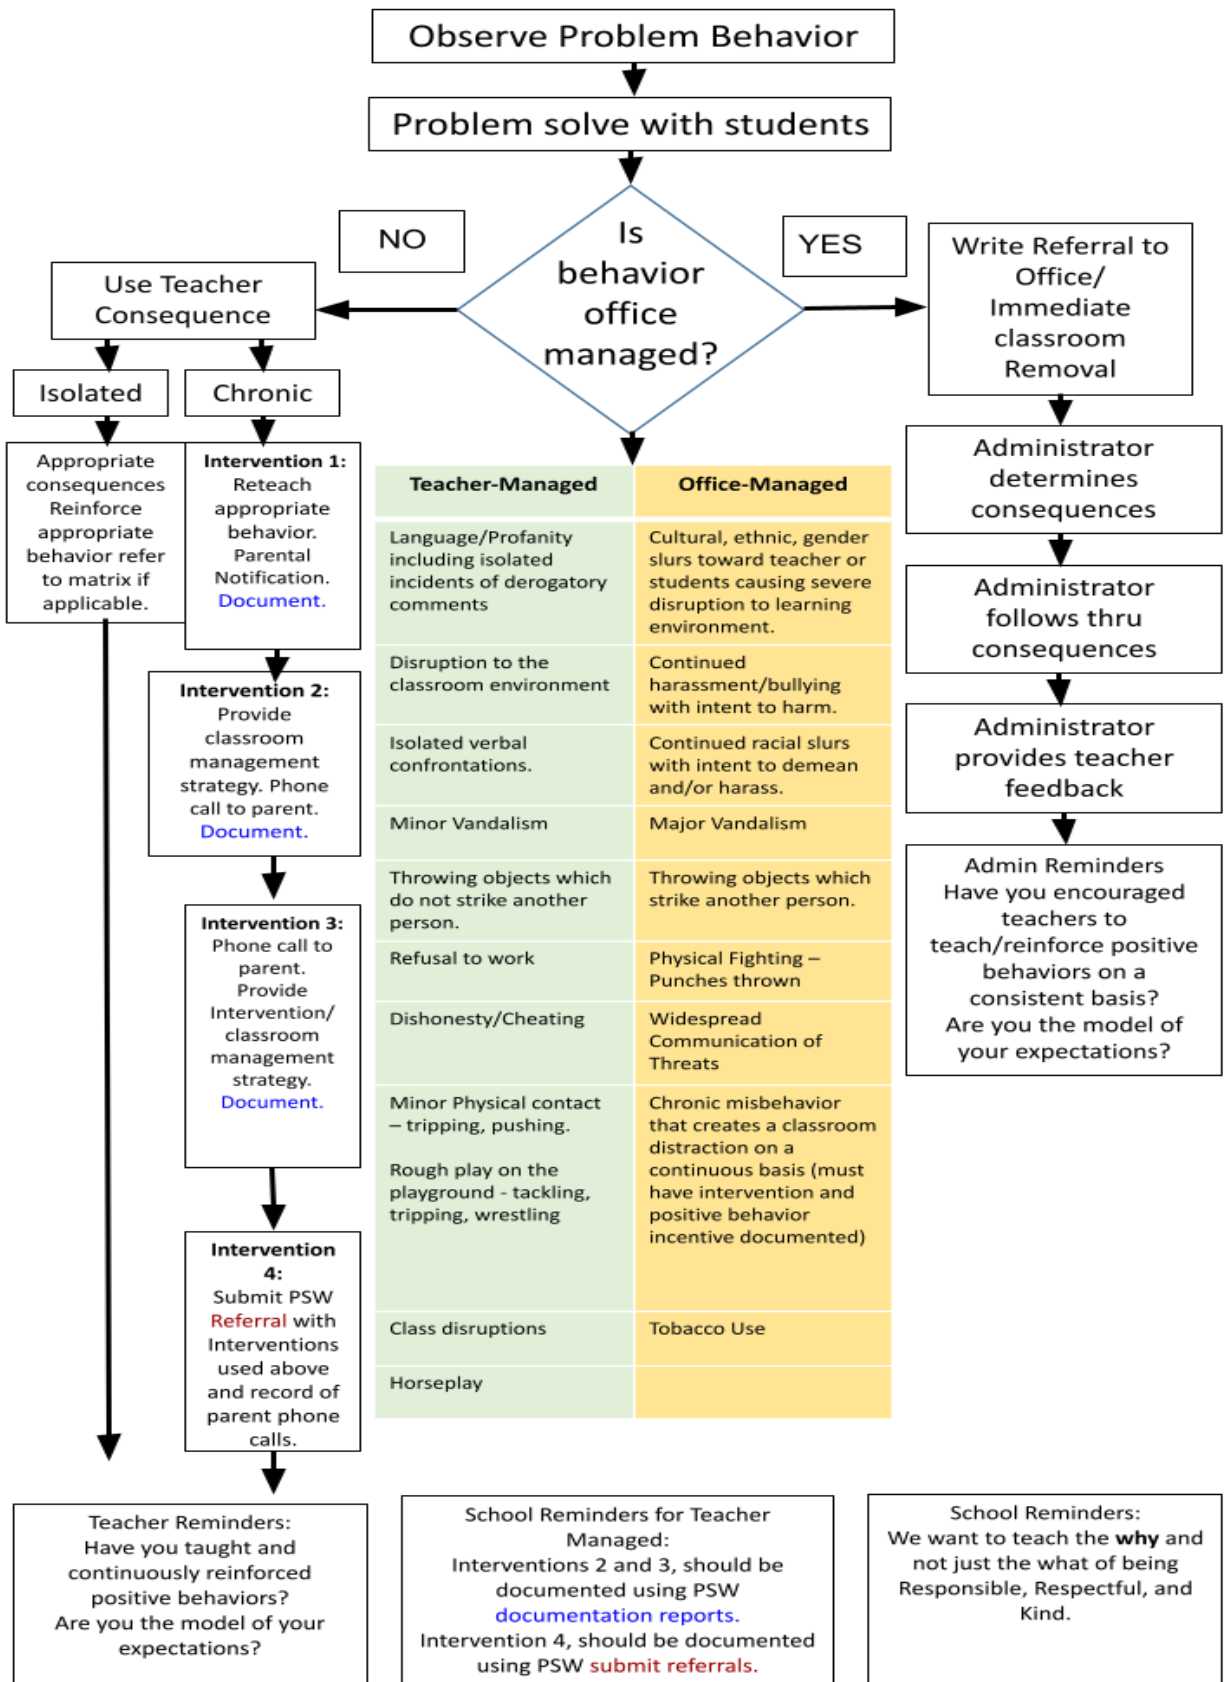 Observe Problem Behavior
Problem solve with students
Is
behavior
office
managed?
NO
YES
Use Teacher
Consequence
Isolated
Chronic
Appropriate
consequences
Reinforce
appropriate
behavior refer
to matrix if
applicable.
Intervention 1:
Reteach
appropriate
behavior.
Parental
Notification.
Document.
Intervention 2:
Provide
classroom
management
strategy. Phone
call to parent.
Document.
Intervention 3:
Phone call to
parent.
Provide
Intervention/
classroom
management
strategy.
Document.
Intervention
4:
Submit PSW
Referral with
Interventions
used above
and record of
parent phone
calls.
Teacher-Managed
Office-Managed
Language/Profanity
including isolated
incidents of derogatory
comments
Cultural, ethnic, gender
slurs toward teacher or
students causing severe
disruption to learning
environment.
Disruption to the
classroom environment
Continued
harassment/bullying
with intent to harm.
Isolated verbal
confrontations.
Continued racial slurs
with intent to demean
and/or harass.
Minor Vandalism
Major Vandalism
Throwing objects which
do not strike another
person.
Throwing objects which
strike another person.
Refusal to work
Physical Fighting –
Punches thrown
Dishonesty/Cheating
Widespread
Communication of
Threats
Minor Physical contact
– tripping, pushing.
Rough play on the
playground - tackling,
tripping, wrestling
Chronic misbehavior
that creates a classroom
distraction on a
continuous basis (must
have intervention and
positive behavior
incentive documented)
Class disruptions
Tobacco Use
Horseplay
Write Referral to
Office/
Immediate
classroom
Removal
Administrator
determines
consequences
Administrator
follows thru
consequences
Administrator
provides teacher
feedback
Admin Reminders
Have you encouraged
teachers to
teach/reinforce positive
behaviors on a
consistent basis?
Are you the model of
your expectations?
Teacher Reminders:
Have you taught and
continuously reinforced
positive behaviors?
Are you the model of your
expectations?
School Reminders for Teacher
Managed:
Interventions 2 and 3, should be
documented using PSW
documentation reports.
Intervention 4, should be documented
using PSW submit referrals.
School Reminders:
We want to teach the why and
not just the what of being
Responsible, Respectful, and
Kind.